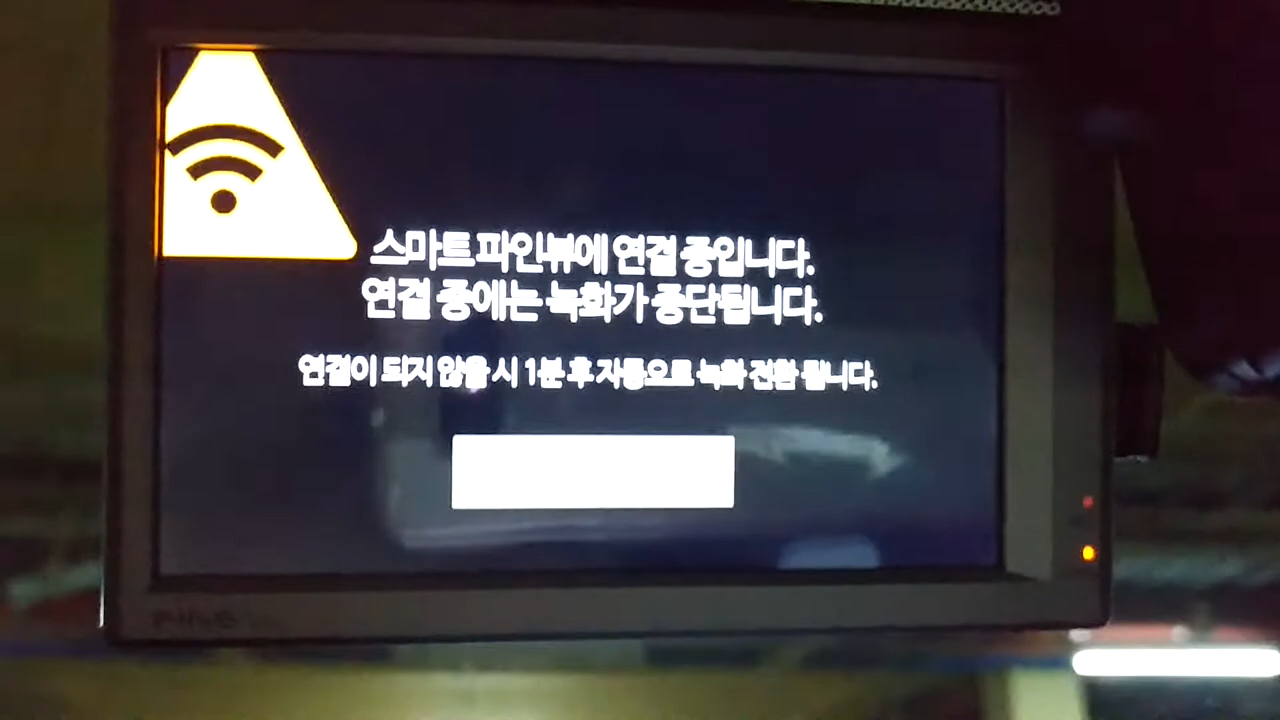 스마트 파인뷰에 연결 중입니다.
연결 중에는 녹화가 중단됩니다.
연결이 되지 않을 시 1분 후 자동으로 녹화 전환 됩니다.